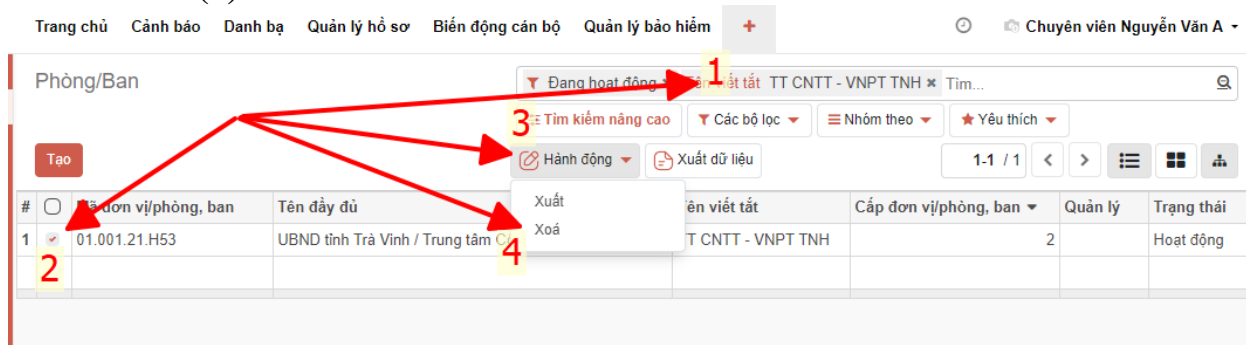 Trang chủ Cảnh báo Danh bạ Quản lý hồ sơ Biến động cán bộ Quản lý bảo hiểm + Chuyên viên Nguyễn Văn A
Phòng/Ban Đang hoạt động × Tên viết tắt TT CNTT - VNPT TNH × Tìm...
1
Tìm kiếm nâng cao Các bộ lọc Nhóm theo Yêu thích
3
Tạo Hành động Xuất dữ liệu 1-1 / 1 < >
# Mã đơn vị/phòng, ban Tên đầy đủ Tên viết tắt Cấp đơn vị/phòng, ban Quản lý Trạng thái
Xuất
Xoá
1 01.001.21.H53 UBND tỉnh Trà Vinh / Trung tâm TT CNTT - VNPT TNH 2 Hoạt động
2
4